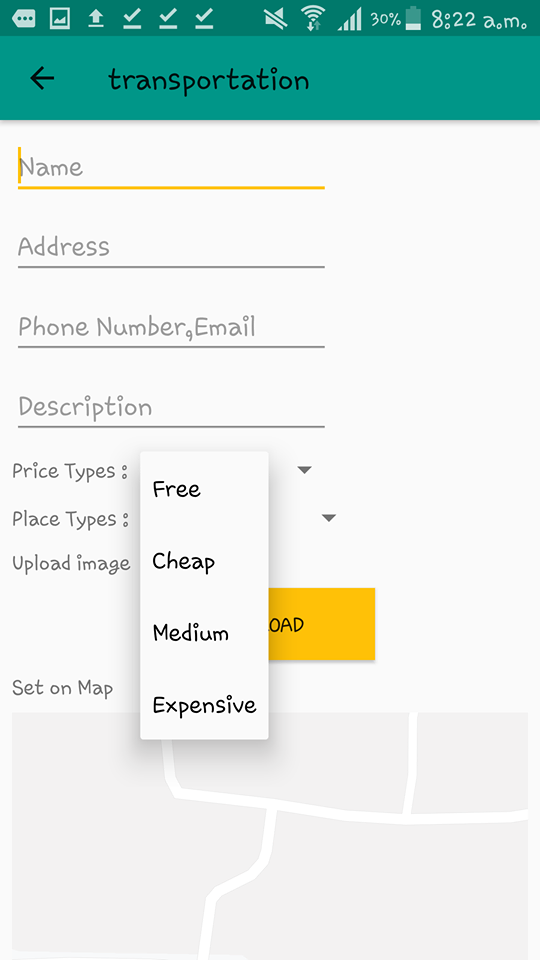 30% 8:22 a.m.
transportation
Name
Address
Phone Number,Email
Description
Price Types :
Free
Place Types :
Cheap
Upload image
OAD
Medium
Set on Map
Expensive